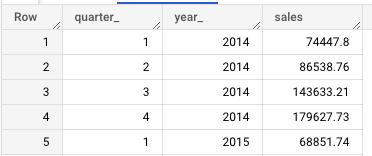 Row quarter_ year_ sales
1 1 2014 74447.8
2 2 2014 86538.76
3 3 2014 143633.21
4 4 2014 179627.73
5 1 2015 68851.74